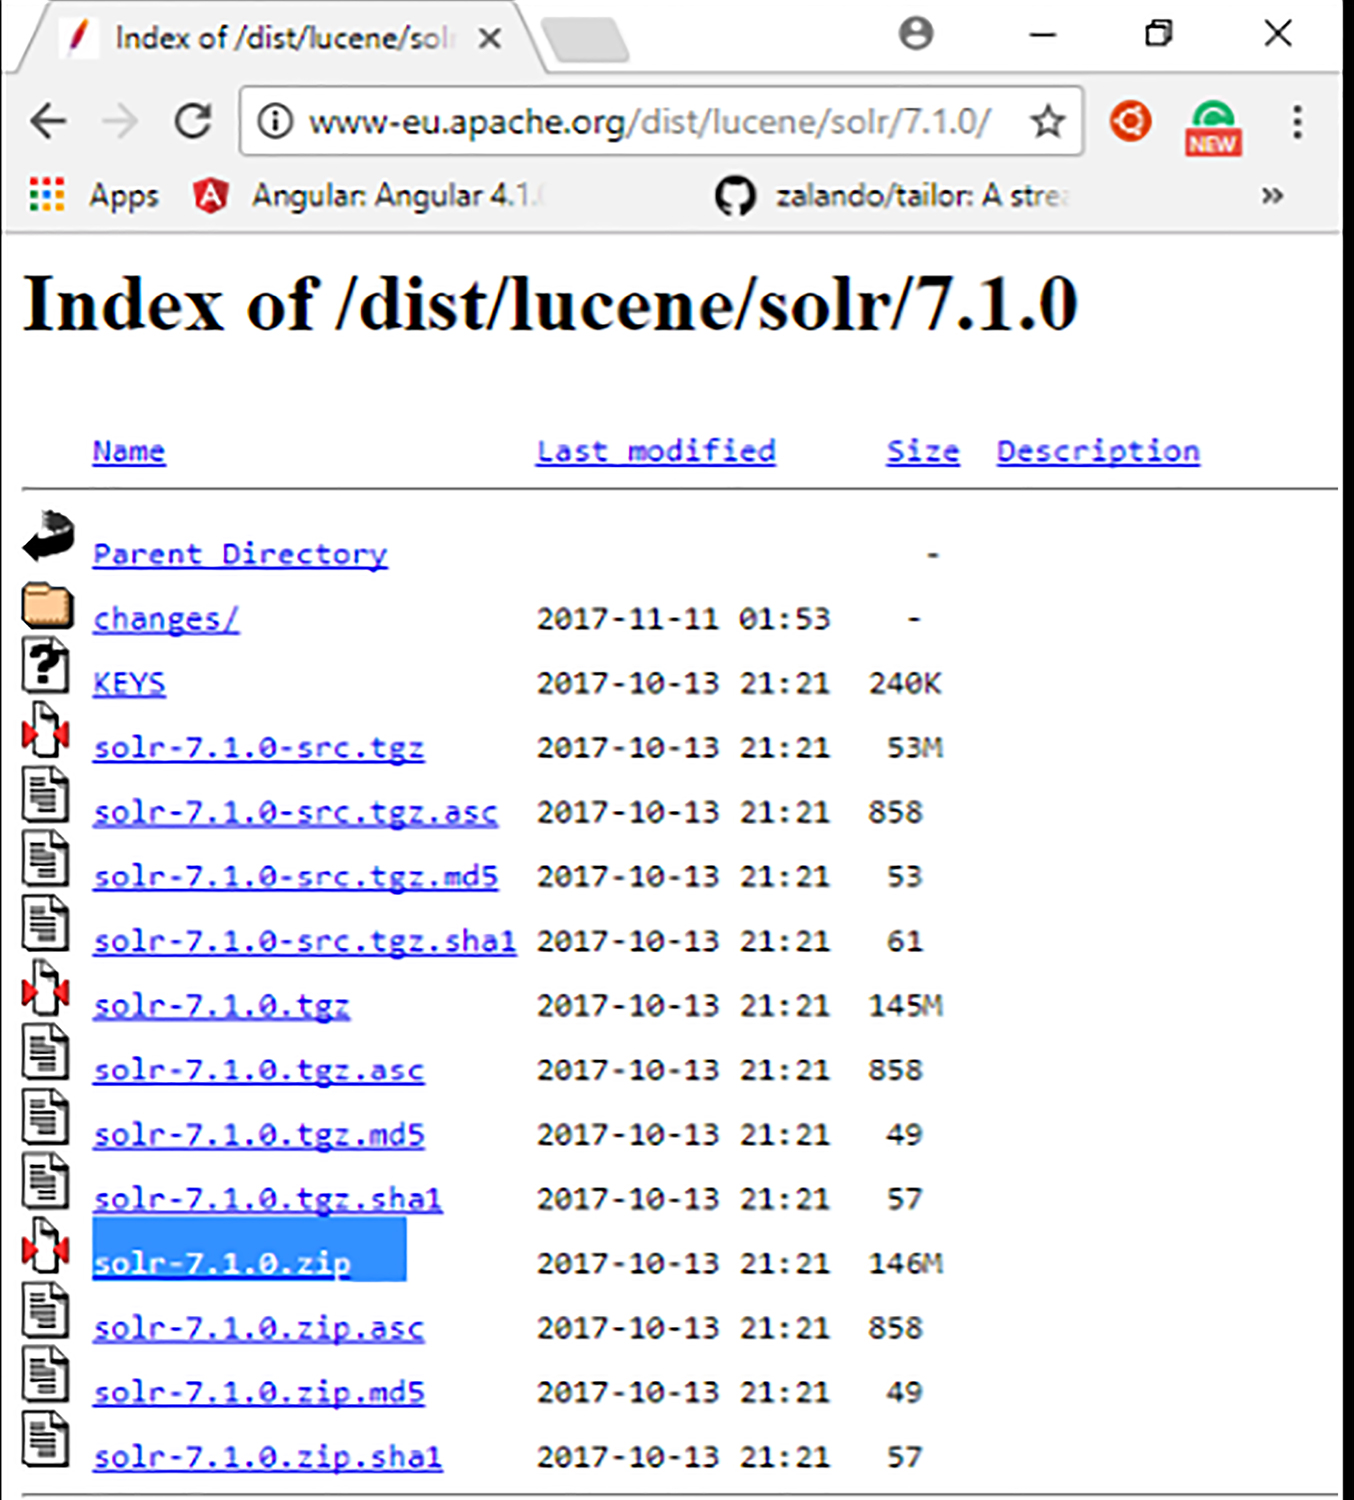 Index of /dist/lucene/sol
www-eu.apache.org/dist/lucene/solr/7.1.0/
NEW
Apps Angular: Angular 4.1. zalando/tailor: A strea »
Index of /dist/lucene/solr/7.1.0
Name Last modified Size Description
Parent Directory -
changes/ 2017-11-11 01:53 -
KEYS 2017-10-13 21:21 240K
solr-7.1.0-src.tgz 2017-10-13 21:21 53M
solr-7.1.0-src.tgz.asc 2017-10-13 21:21 858
solr-7.1.0-src.tgz.md5 2017-10-13 21:21 53
solr-7.1.0-src.tgz.sha1 2017-10-13 21:21 61
solr-7.1.0.tgz 2017-10-13 21:21 145M
solr-7.1.0.tgz.asc 2017-10-13 21:21 858
solr-7.1.0.tgz.md5 2017-10-13 21:21 49
solr-7.1.0.tgz.sha1 2017-10-13 21:21 57
solr-7.1.0.zip 2017-10-13 21:21 146M
solr-7.1.0.zip.asc 2017-10-13 21:21 858
solr-7.1.0.zip.md5 2017-10-13 21:21 49
solr-7.1.0.zip.sha1 2017-10-13 21:21 57